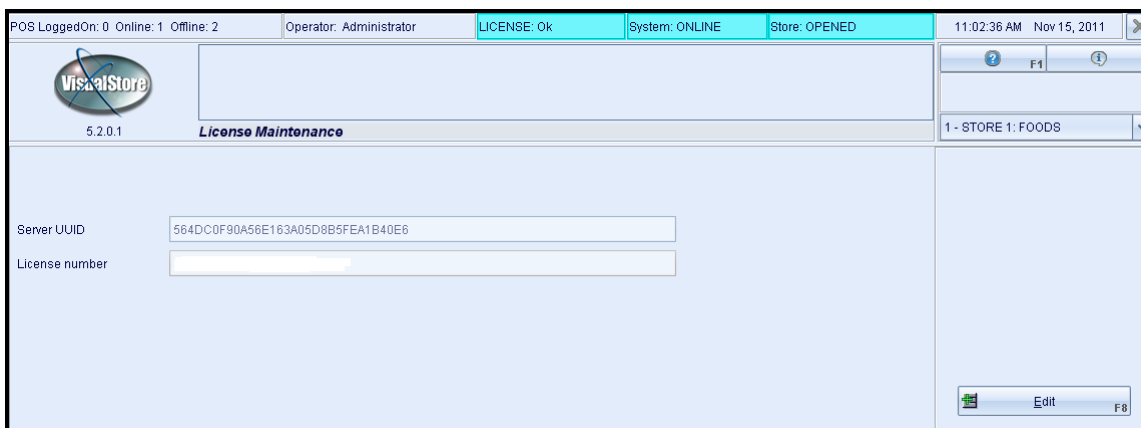 POS LoggedOn: 0 Online: 1 Offline: 2 Operator: Administrator LICENSE: Ok System: ONLINE Store: OPENED 11:02:36 AM Nov 15, 2011
VisualStore
F1
5.2.0.1 License Maintenance 1 - STORE 1: FOODS
Server UUID 564DC0F90A56E163A05D8B5FEA1B40E6
License number
Edit F8